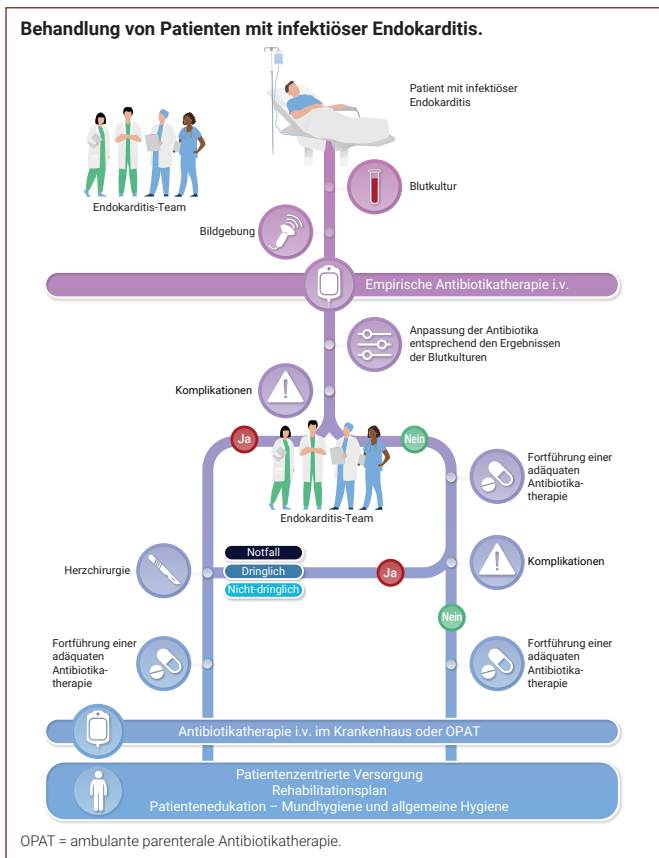 Behandlung von Patienten mit infektiöser Endokarditis.
Patient mit infektiöser
Endokarditis
Endokarditis-Team
Blutkultur
Bildgebung
Empirische Antibiotikatherapie i.v.
Anpassung der Antibiotika
entsprechend den Ergebnissen
der Blutkulturen
Komplikationen
Ja
Nein
Endokarditis-Team
Fortführung einer
adäquaten
Antibiotika-
therapie
Herzchirurgie
Notfall
Dringlich
Nicht-dringlich
Ja
Komplikationen
Nein
Fortführung einer
adäquaten
Antibiotika-
therapie
Fortführung einer
adäquaten
Antibiotika-
therapie
Antibiotikatherapie i.v. im Krankenhaus oder OPAT
Patientenzentrierte Versorgung
Rehabilitationsplan
Patientenedukation – Mundhygiene und allgemeine Hygiene
OPAT = ambulante parenterale Antibiotikatherapie.